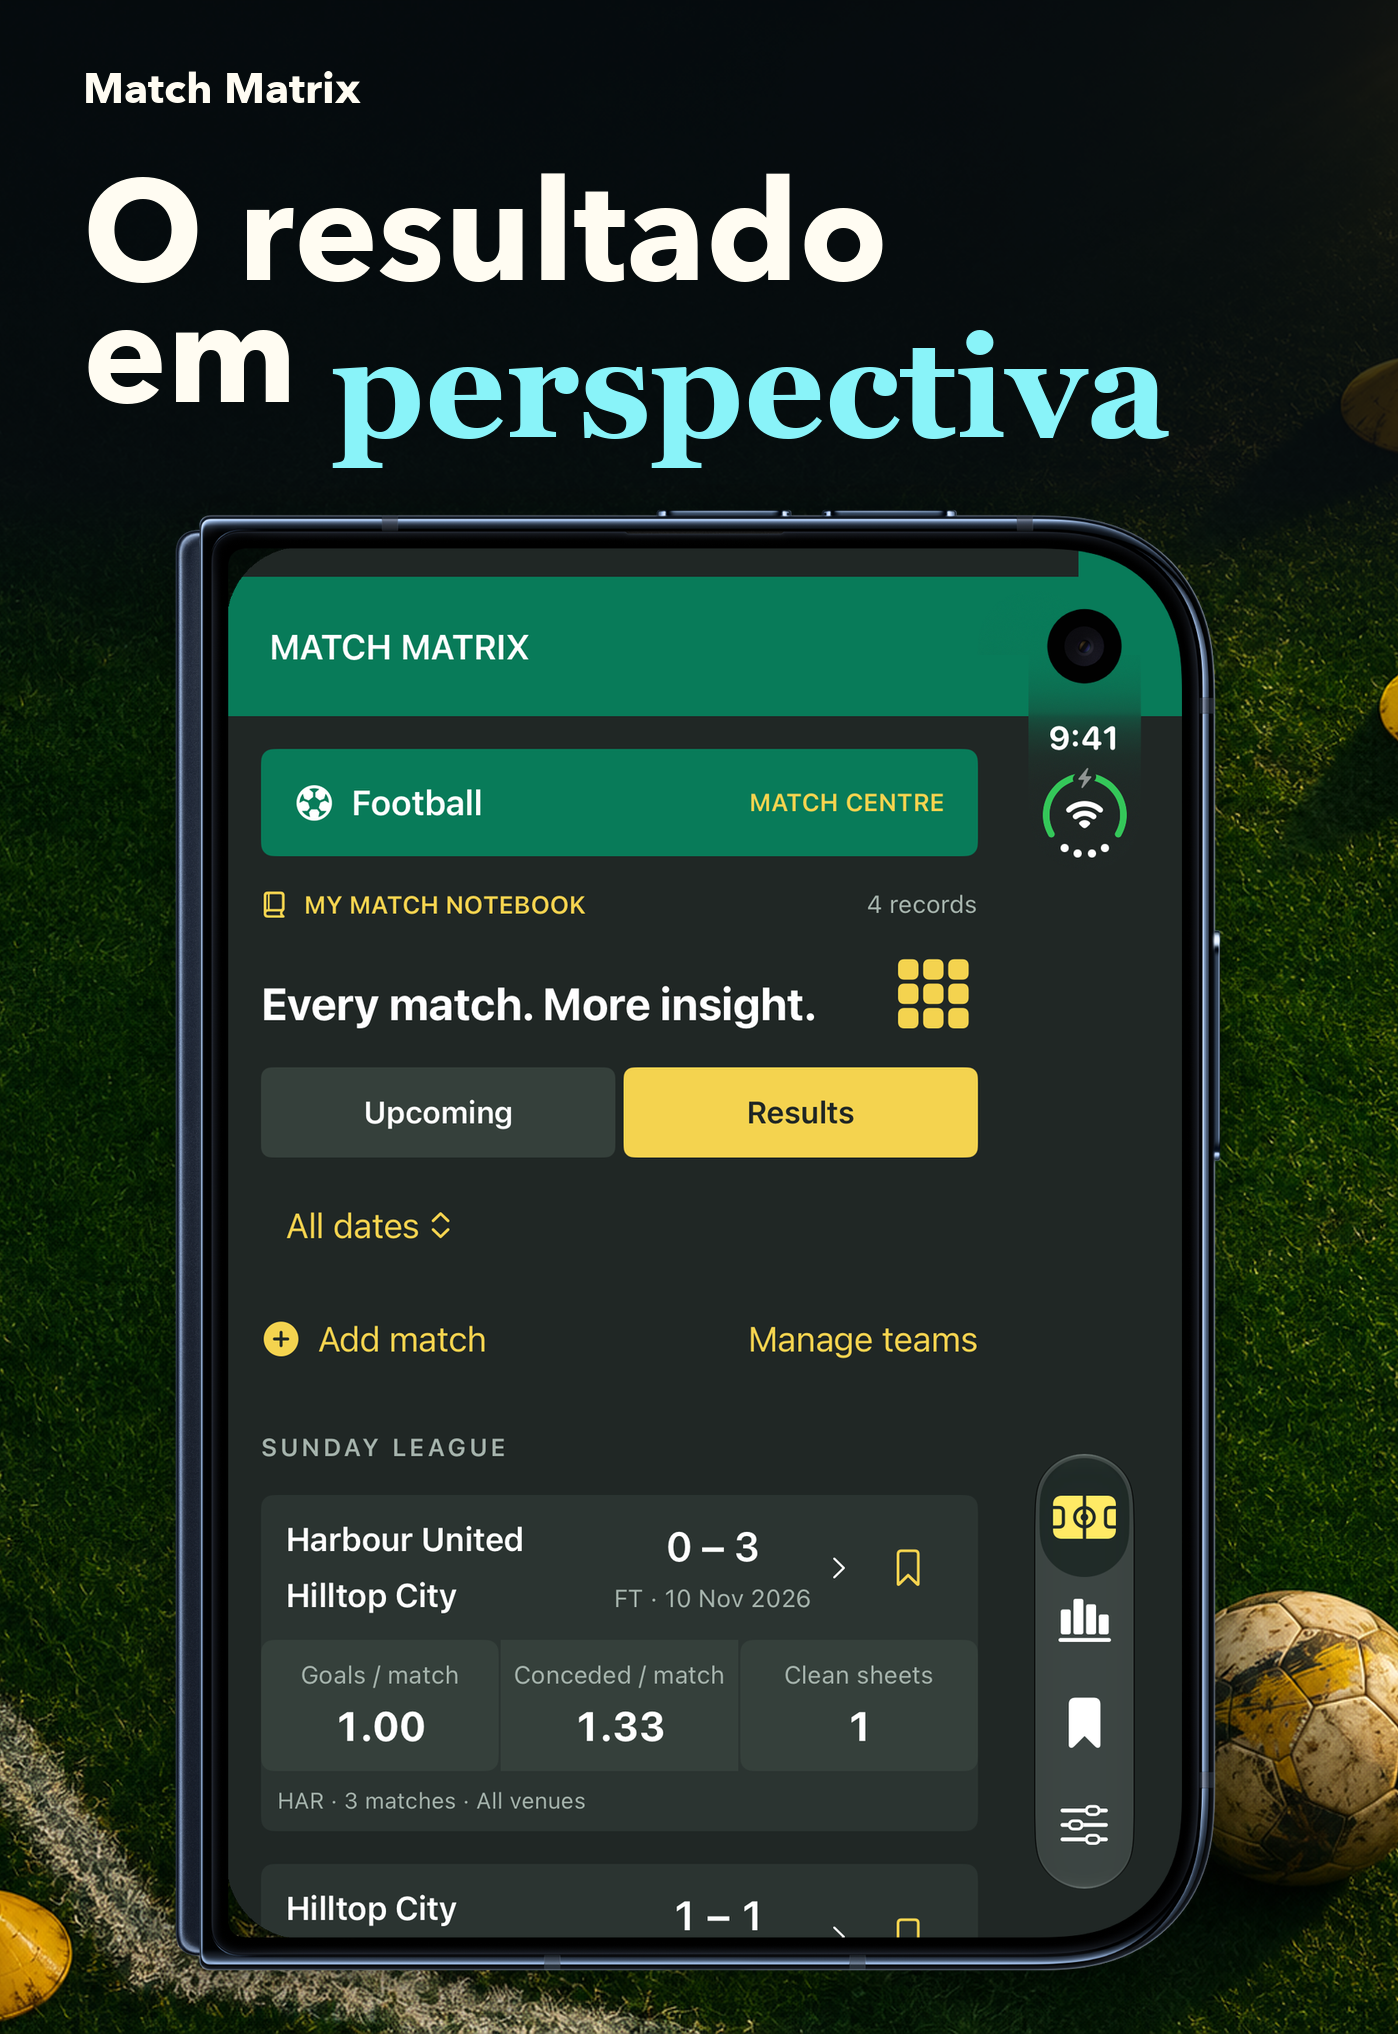 Match Matrix
O resultado
em perspectiva
MATCH MATRIX
9:41
Football
MATCH CENTRE
MY MATCH NOTEBOOK
4 records
Every match. More insight.
Upcoming
Results
All dates
Add match
Manage teams
SUNDAY LEAGUE
Harbour United
0 – 3
Hilltop City
FT · 10 Nov 2026
Goals / match
Conceded / match
Clean sheets
1.00
1.33
1
HAR · 3 matches · All venues
Hilltop City
1 – 1